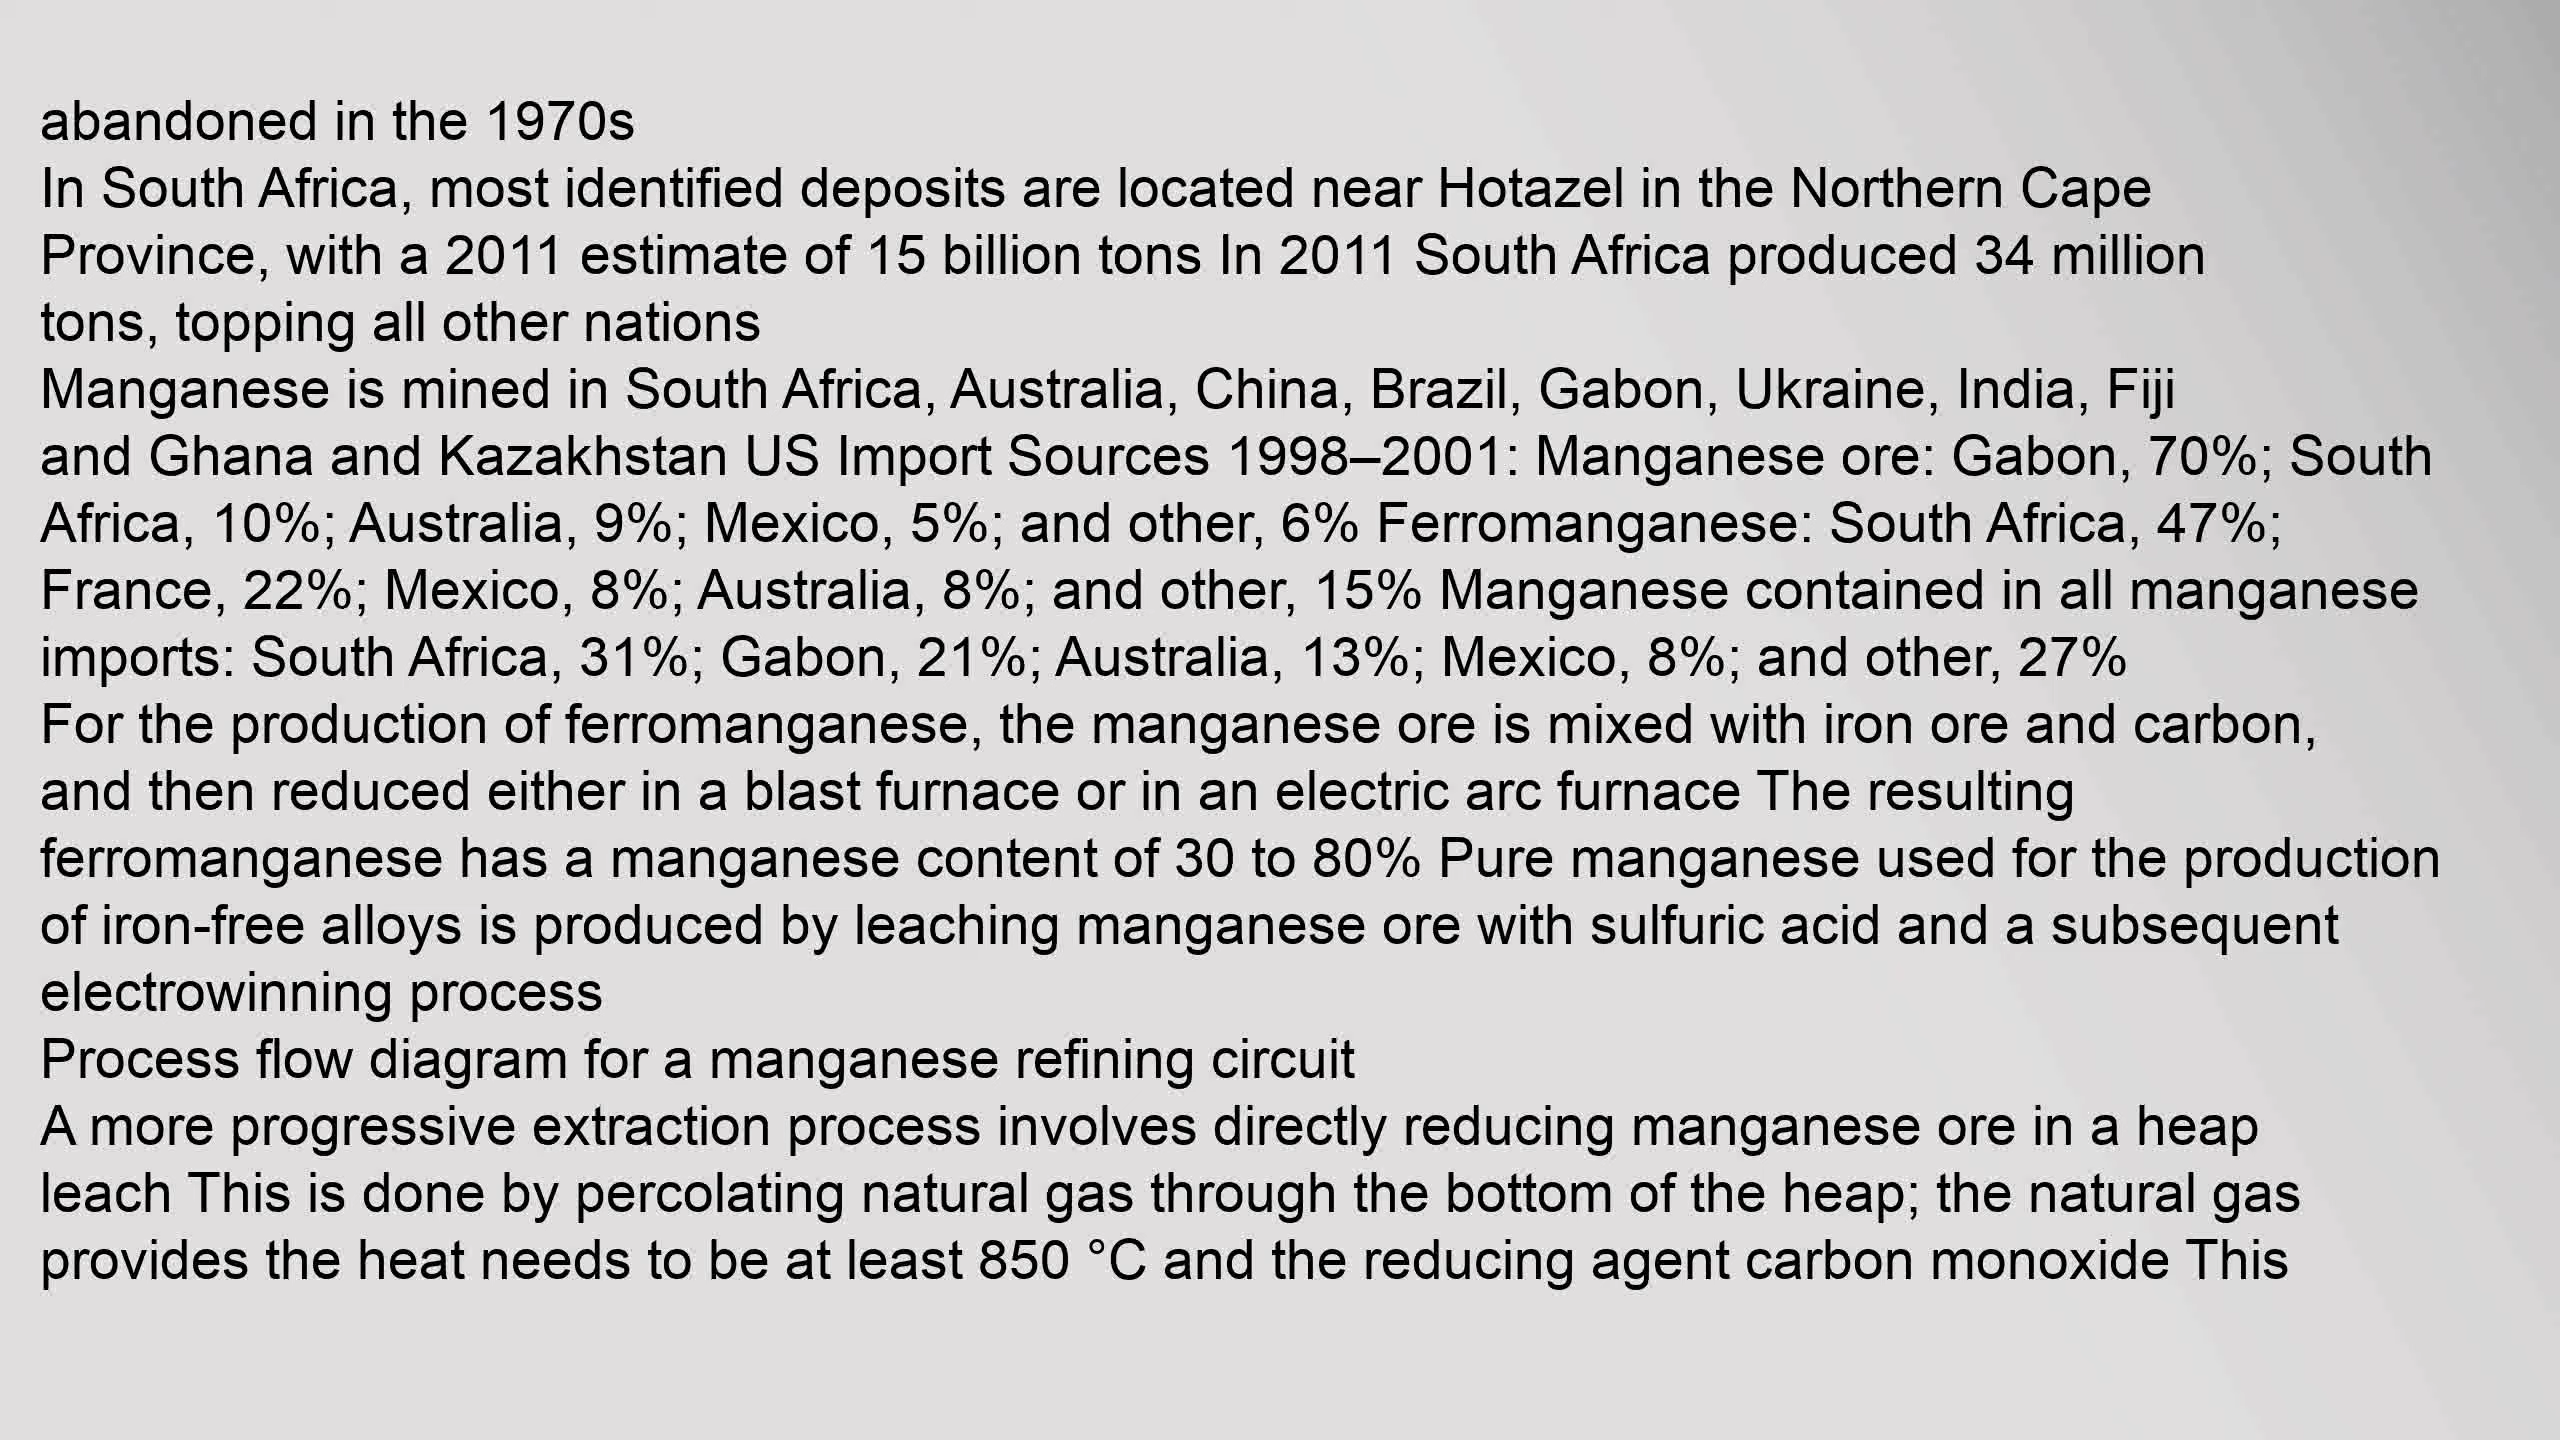 abandoned in the 1970s
In South Africa, most identified deposits are located near Hotazel in the Northern Cape
Province, with a 2011 estimate of 15 billion tons In 2011 South Africa produced 34 million
tons, topping all other nations
Manganese is mined in South Africa, Australia, China, Brazil, Gabon, Ukraine, India, Fiji
and Ghana and Kazakhstan US Import Sources 1998–2001: Manganese ore: Gabon, 70%; South
Africa, 10%; Australia, 9%; Mexico, 5%; and other, 6% Ferromanganese: South Africa, 47%;
France, 22%; Mexico, 8%; Australia, 8%; and other, 15% Manganese contained in all manganese
imports: South Africa, 31%; Gabon, 21%; Australia, 13%; Mexico, 8%; and other, 27%
For the production of ferromanganese, the manganese ore is mixed with iron ore and carbon,
and then reduced either in a blast furnace or in an electric arc furnace The resulting
ferromanganese has a manganese content of 30 to 80% Pure manganese used for the production
of iron-free alloys is produced by leaching manganese ore with sulfuric acid and a subsequent
electrowinning process
Process flow diagram for a manganese refining circuit
A more progressive extraction process involves directly reducing manganese ore in a heap
leach This is done by percolating natural gas through the bottom of the heap; the natural gas
provides the heat needs to be at least 850 °C and the reducing agent carbon monoxide This